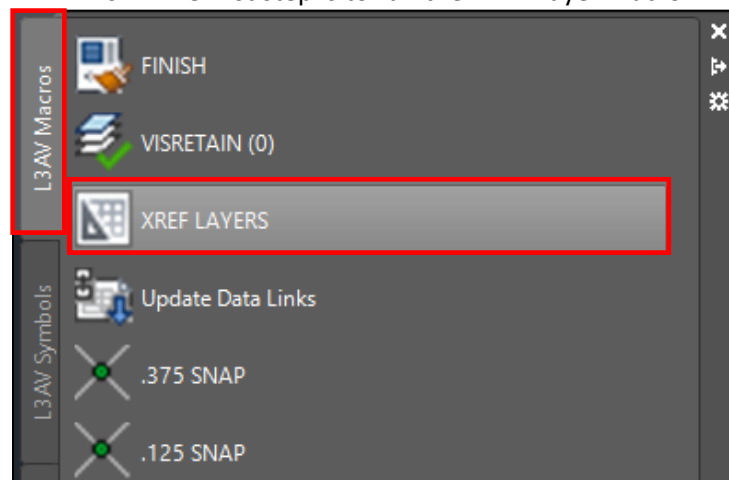 L3AV Macros
FINISH
VISRETAIN (0)
XREF LAYERS
L3AV Symbols
Update Data Links
.375 SNAP
.125 SNAP